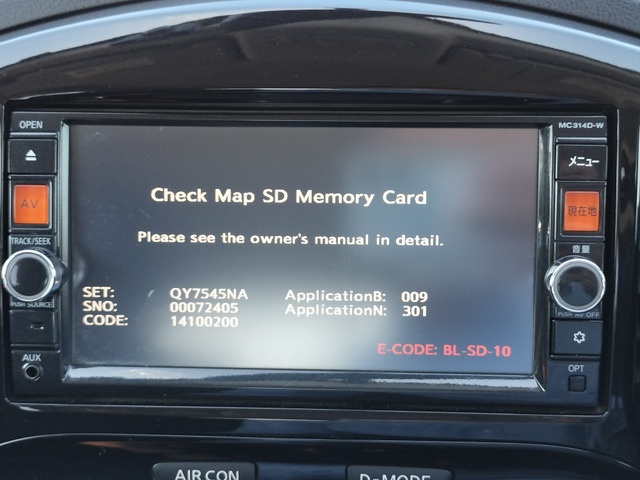 OPEN
MC314D-W
メニュー
AV
現在地
TRACK/SEEK
音量
PUSH SOURCE
PUSH AV OFF
AUX
OPT
Check Map SD Memory Card
Please see the owner's manual in detail.
SET: QY7545NA ApplicationB: 009
SNO: 00072405 ApplicationN: 301
CODE: 14100200
E-CODE: BL-SD-10
AIR CON
D-MODE